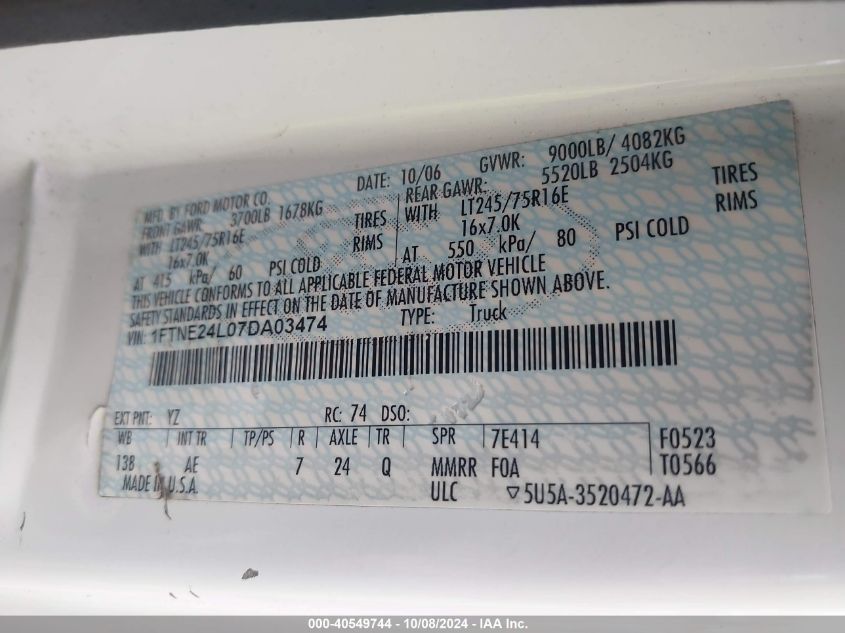 MFD. BY FORD MOTOR CO. DATE: 10/06 GVWR: 9000LB/ 4082KG
FRONT GAWR: 3700LB 1678KG REAR GAWR: 5520LB 2504KG
WITH LT245/75R16E TIRES WITH LT245/75R16E TIRES
16x7.0K RIMS 16x7.0K RIMS
AT 415 kPa/ 60 PSI COLD AT 550 kPa/ 80 PSI COLD
THIS VEHICLE CONFORMS TO ALL APPLICABLE FEDERAL MOTOR VEHICLE
SAFETY STANDARDS IN EFFECT ON THE DATE OF MANUFACTURE SHOWN ABOVE.
VIN: 1FTNE24L07DA03474 TYPE: Truck
EXT PNT: YZ RC: 74 DSO:
WB INT TR TP/PS R AXLE TR SPR 7E414 F0523
138 AE 7 24 Q MMRR F0A T0566
MADE IN U.S.A. ULC ▽5U5A-3520472-AA
000-40549744 - 10/08/2024 - IAA Inc.